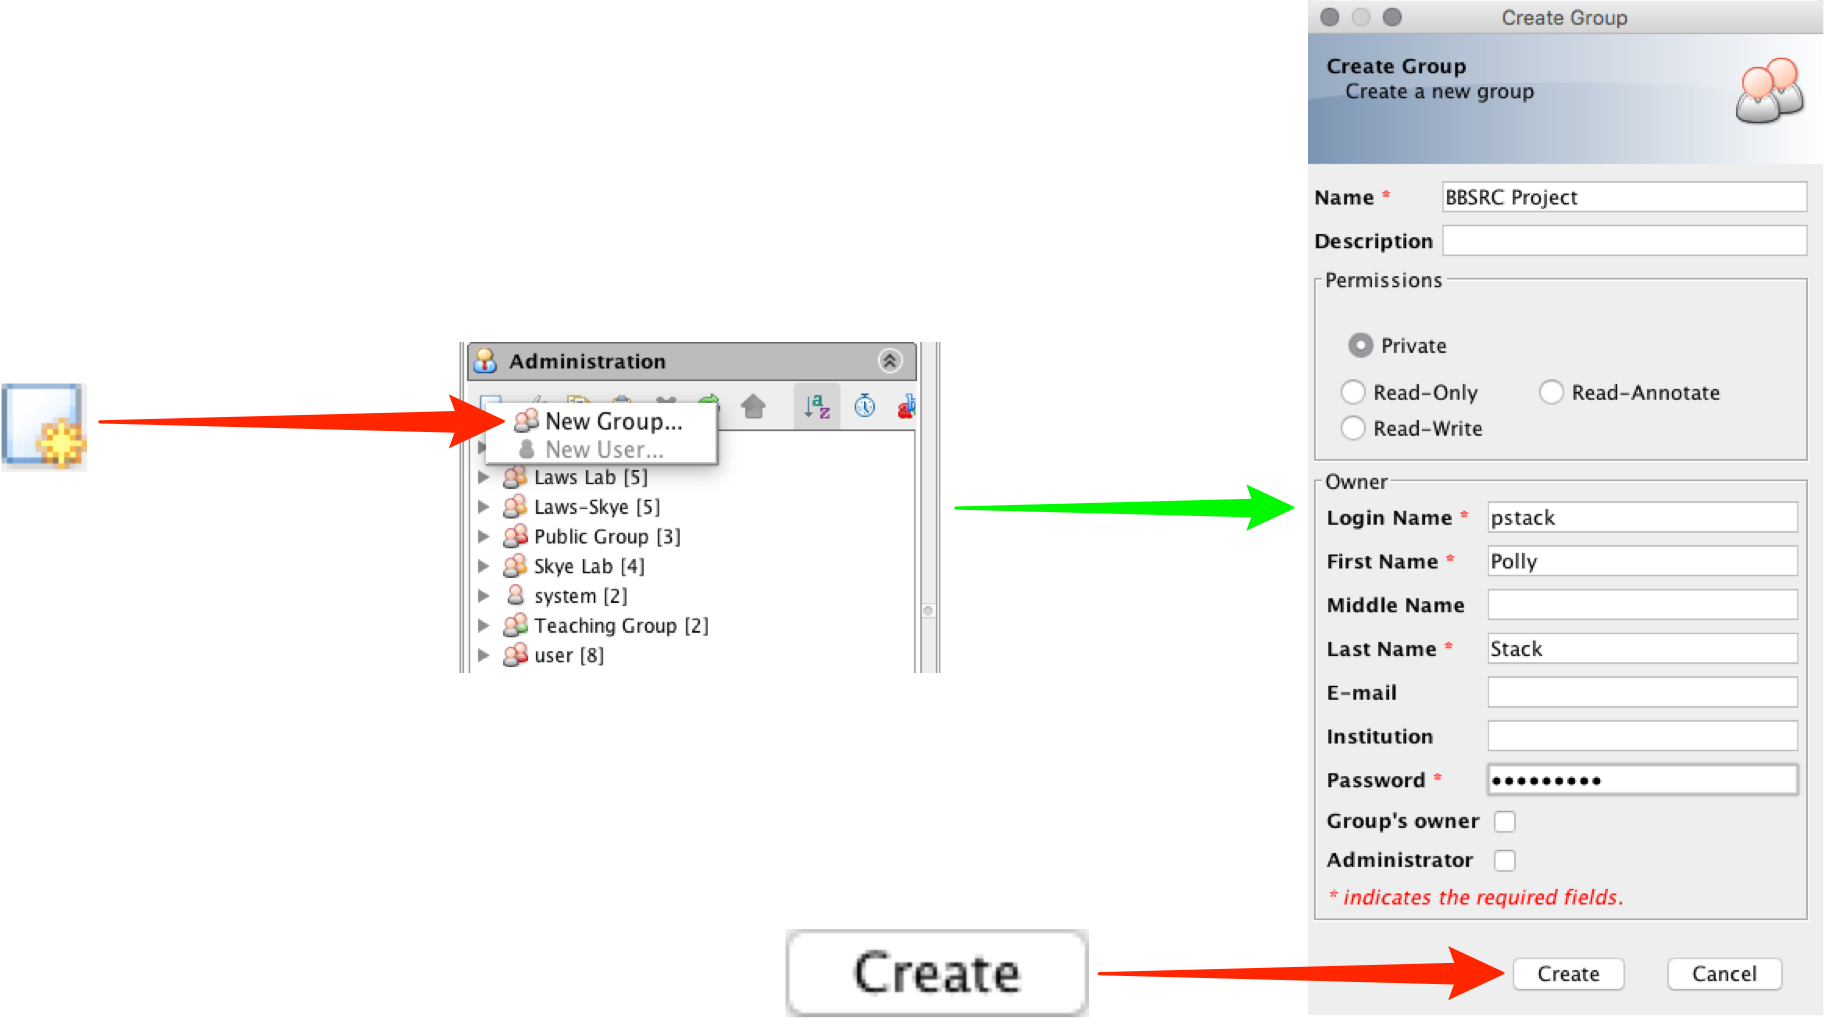 Administration
New Group...
New User...
Laws Lab [5]
Laws-Skye [5]
Public Group [3]
Skye Lab [4]
system [2]
Teaching Group [2]
user [8]
Create
Create Group
Create Group
Create a new group
Name * BBSRC Project
Description
Permissions
Private
Read-Only Read-Annotate
Read-Write
Owner
Login Name * pstack
First Name * Polly
Middle Name
Last Name * Stack
E-mail
Institution
Password * •••••••••
Group's owner
Administrator
* indicates the required fields.
Create Cancel